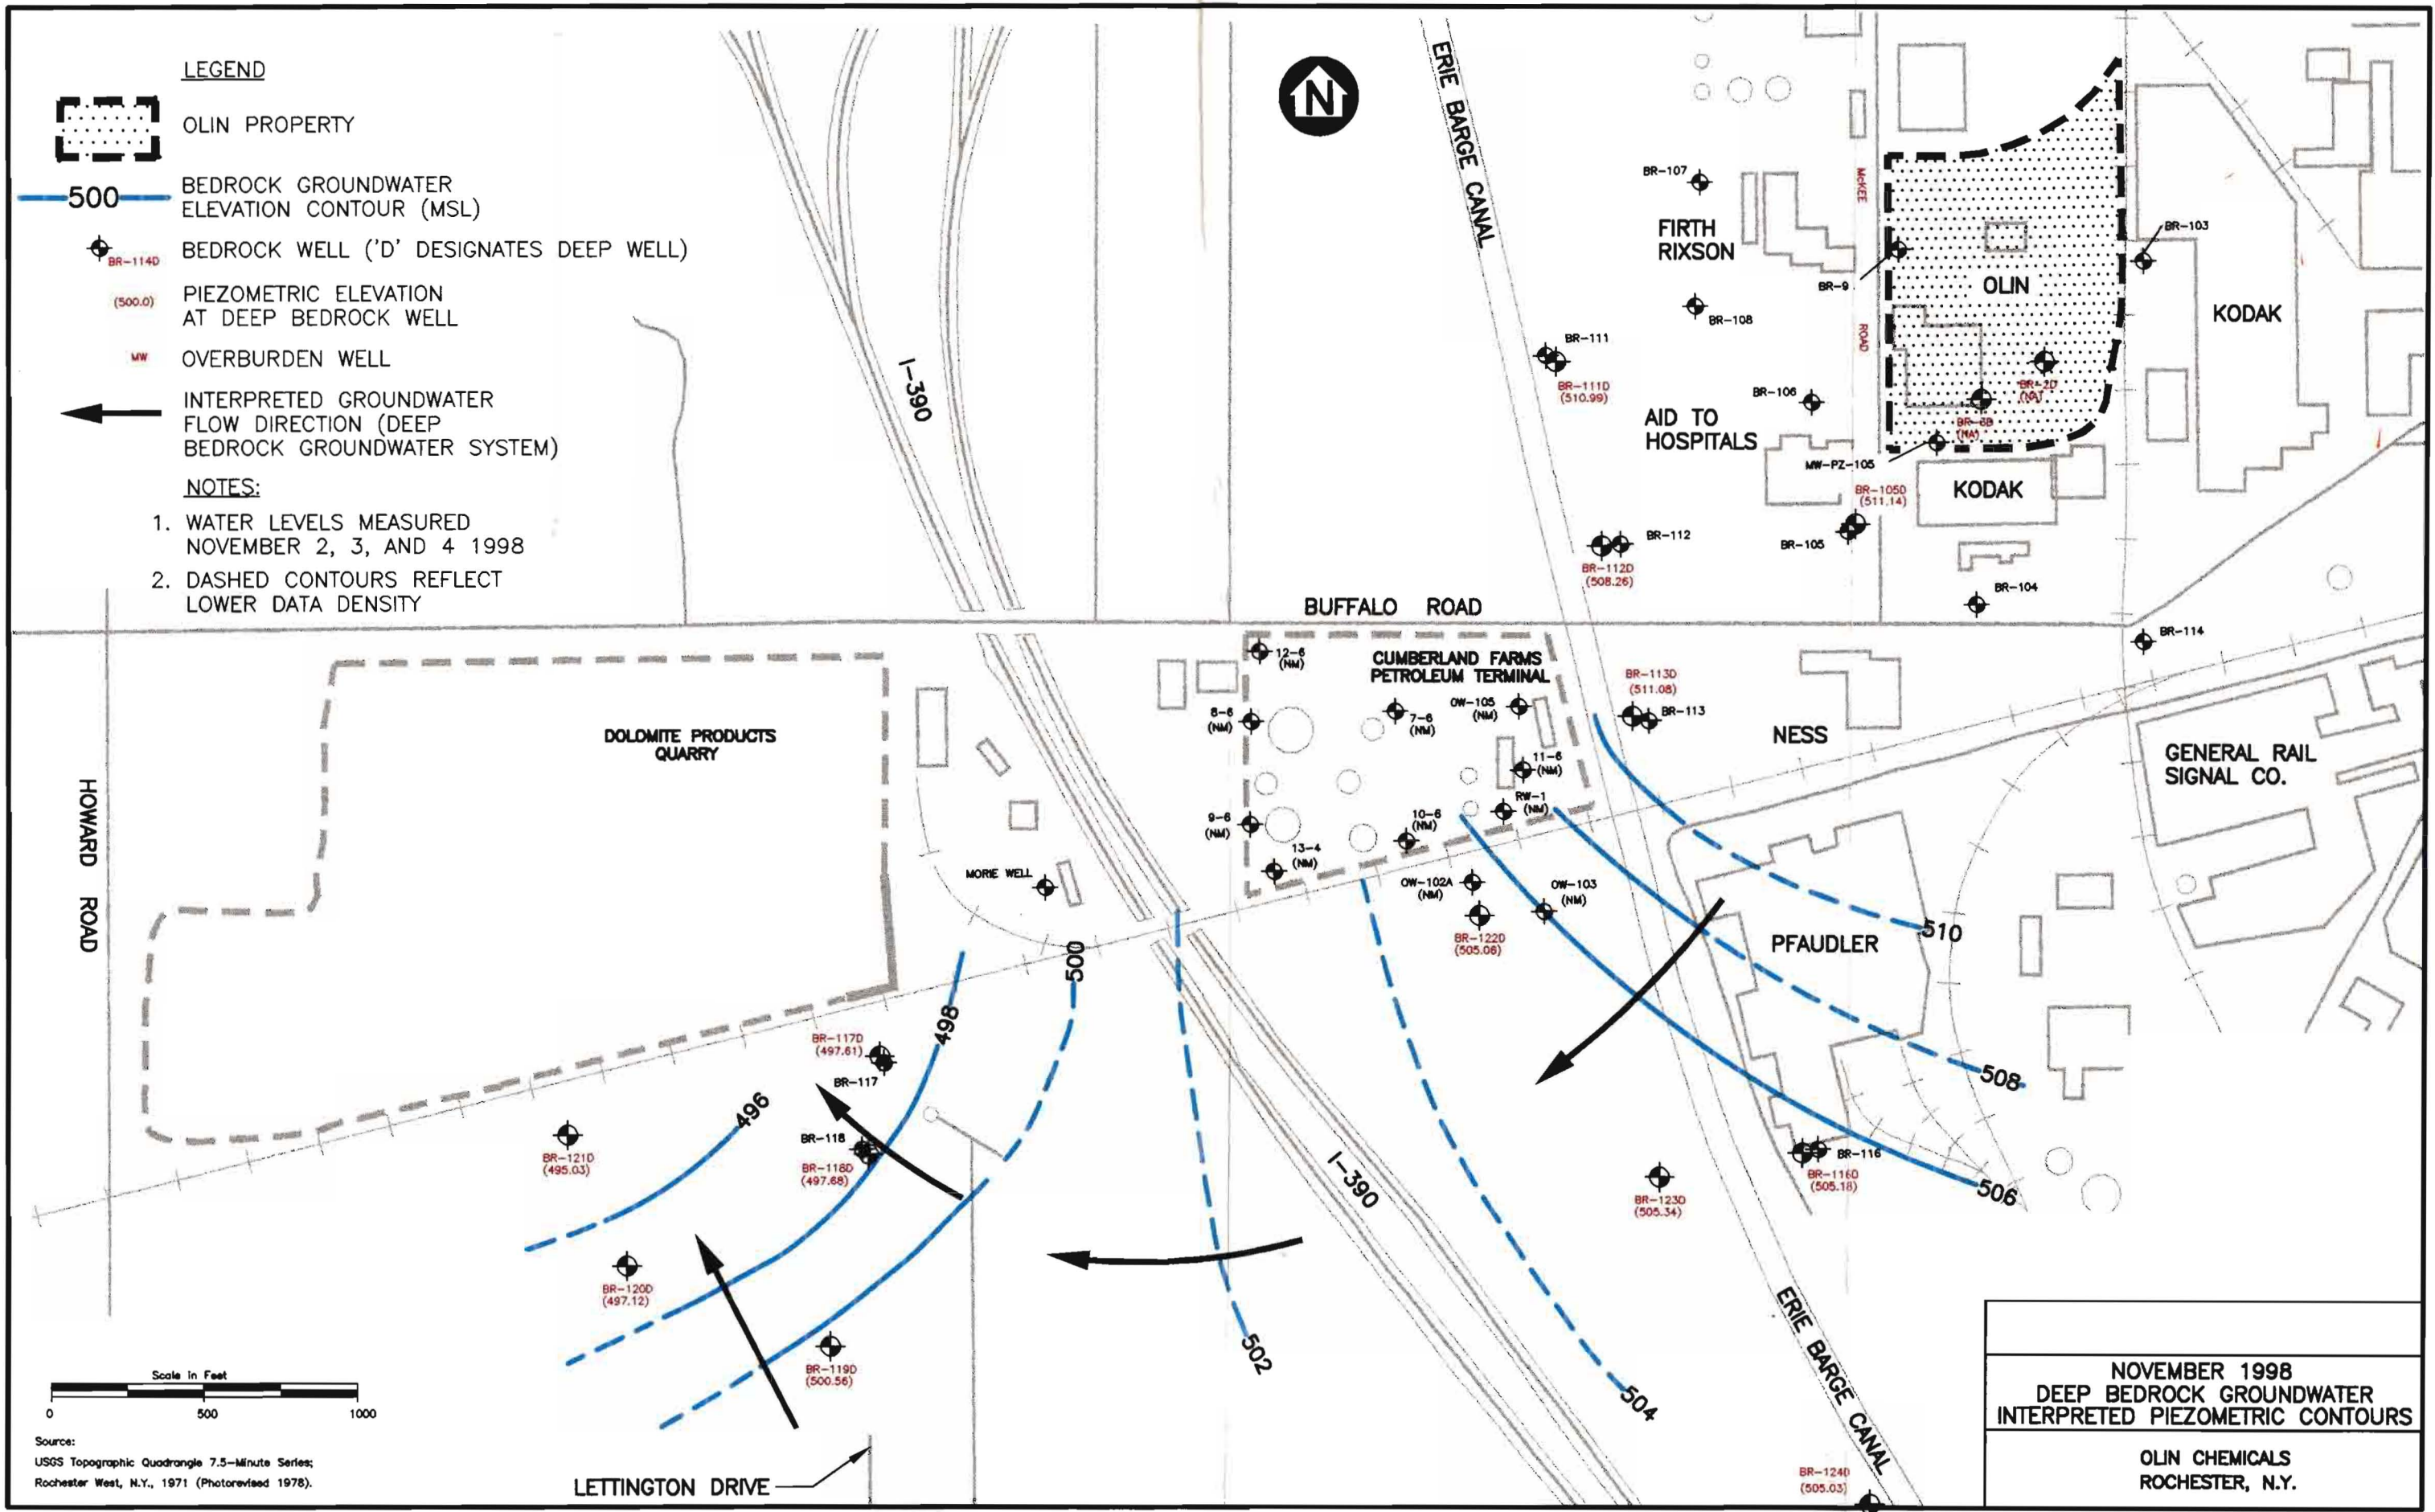 LEGEND
OLIN PROPERTY
500
BEDROCK GROUNDWATER
ELEVATION CONTOUR (MSL)
BR-114D
BEDROCK WELL ('D' DESIGNATES DEEP WELL)
(500.0)
PIEZOMETRIC ELEVATION
AT DEEP BEDROCK WELL
MW
OVERBURDEN WELL
INTERPRETED GROUNDWATER
FLOW DIRECTION (DEEP
BEDROCK GROUNDWATER SYSTEM)
NOTES:
1. WATER LEVELS MEASURED
NOVEMBER 2, 3, AND 4 1998
2. DASHED CONTOURS REFLECT
LOWER DATA DENSITY
N
I-390
ERIE BARGE CANAL
BR-107
FIRTH
RIXSON
McKEE
ROAD
BR-9
BR-103
OLIN
KODAK
BR-108
BR-111
BR-111D
(510.99)
BR-106
BR-2D
(NA)
AID TO
HOSPITALS
(NA)
MW-PZ-105
BR-105D
(511.14)
KODAK
BR-105
BR-112
BR-112D
(508.26)
BR-104
BUFFALO ROAD
BR-114
12-6
(NM)
CUMBERLAND FARMS
PETROLEUM TERMINAL
BR-113D
(511.08)
BR-113
8-6
(NM)
7-6
(NM)
OW-105
(NM)
NESS
GENERAL RAIL
SIGNAL CO.
DOLOMITE PRODUCTS
QUARRY
HOWARD ROAD
11-6
(NM)
RW-1
(NM)
9-6
(NM)
10-6
(NM)
13-4
(NM)
MORIE WELL
OW-102A
(NM)
OW-103
(NM)
BR-122D
(505.06)
PFAUDLER
510
500
498
BR-117D
(497.61)
BR-117
508
496
BR-118
BR-118D
(497.68)
BR-121D
(495.03)
BR-116
BR-116D
(505.18)
506
BR-123D
(505.34)
I-390
BR-120D
(497.12)
BR-119D
(500.56)
502
504
ERIE BARGE CANAL
BR-124D
(505.03)
LETTINGTON DRIVE
Scale in Feet
0 500 1000
Source:
USGS Topographic Quadrangle 7.5-Minute Series;
Rochester West, N.Y., 1971 (Photorevised 1978).
NOVEMBER 1998
DEEP BEDROCK GROUNDWATER
INTERPRETED PIEZOMETRIC CONTOURS
OLIN CHEMICALS
ROCHESTER, N.Y.